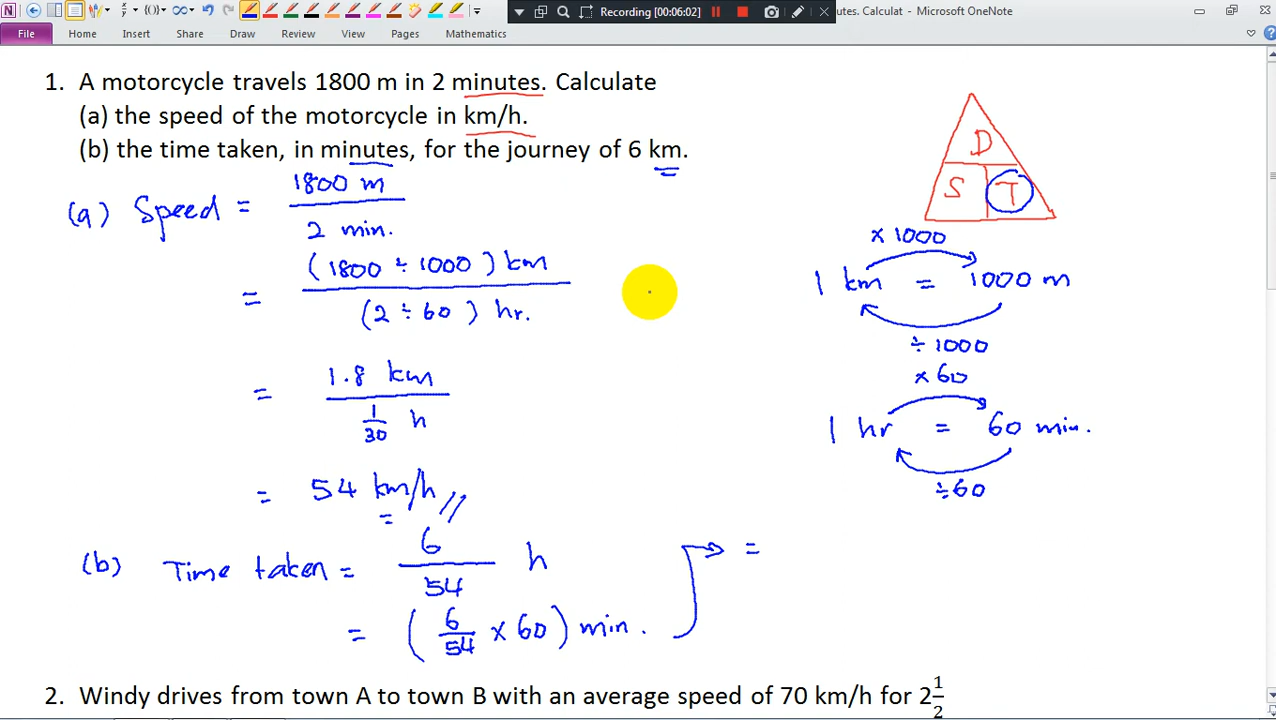 Recording [00:06:02]
utes. Calculat - Microsoft OneNote
File Home Insert Share Draw Review View Pages Mathematics
1. A motorcycle travels 1800 m in 2 minutes. Calculate
(a) the speed of the motorcycle in km/h.
(b) the time taken, in minutes, for the journey of 6 km.
(a) Speed = 1800 m / 2 min.
= (1800 ÷ 1000) km / (2 ÷ 60) hr.
= 1.8 km / 1/30 h
= 54 km/h //
(b) Time taken = 6/54 h
= (6/54 × 60) min.
=
D
S T
× 1000
1 km = 1000 m
÷ 1000
× 60
1 hr = 60 min.
÷60
2. Windy drives from town A to town B with an average speed of 70 km/h for 2 1/2